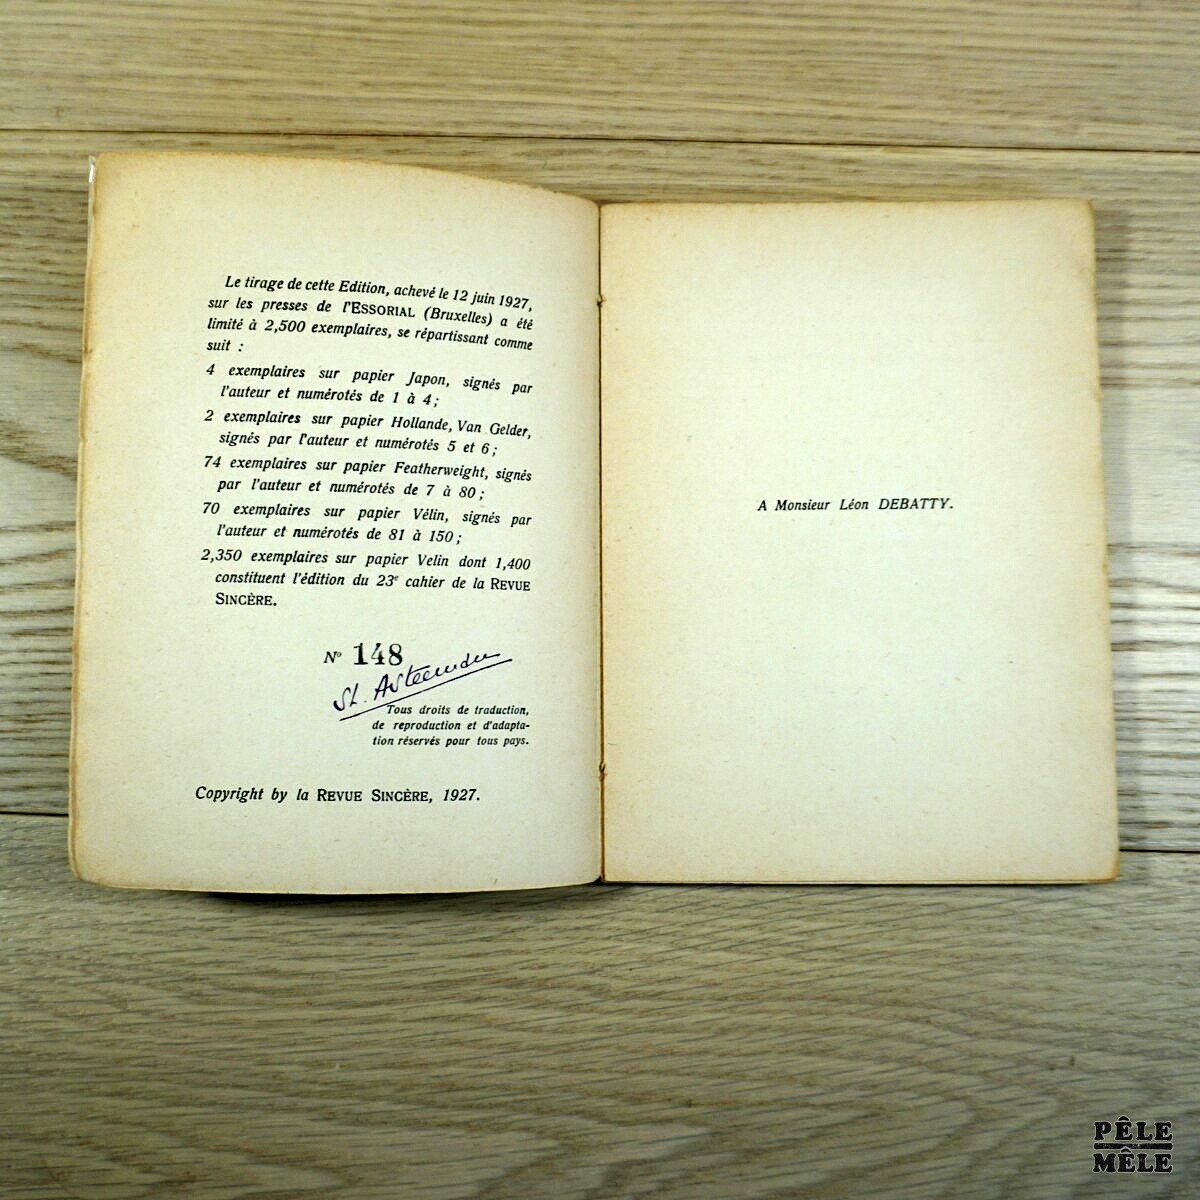 Le tirage de cette Edition, achevé le 12 juin 1927,
sur les presses de l'ESSORIAL (Bruxelles) a été
limité à 2,500 exemplaires, se répartissant comme
suit :
4 exemplaires sur papier Japon, signés par
l'auteur et numérotés de 1 à 4;
2 exemplaires sur papier Hollande, Van Gelder,
signés par l'auteur et numérotés 5 et 6;
74 exemplaires sur papier Featherweight, signés
par l'auteur et numérotés de 7 à 80;
70 exemplaires sur papier Vélin, signés par
l'auteur et numérotés de 81 à 150;
2,350 exemplaires sur papier Velin dont 1,400
constituent l'édition du 23e cahier de la REVUE
SINCÈRE.
No 148
Tous droits de traduction,
de reproduction et d'adapta-
tion réservés pour tous pays.
Copyright by la REVUE SINCÈRE, 1927.
A Monsieur Léon DEBATTY.
PÊLE
MÊLE